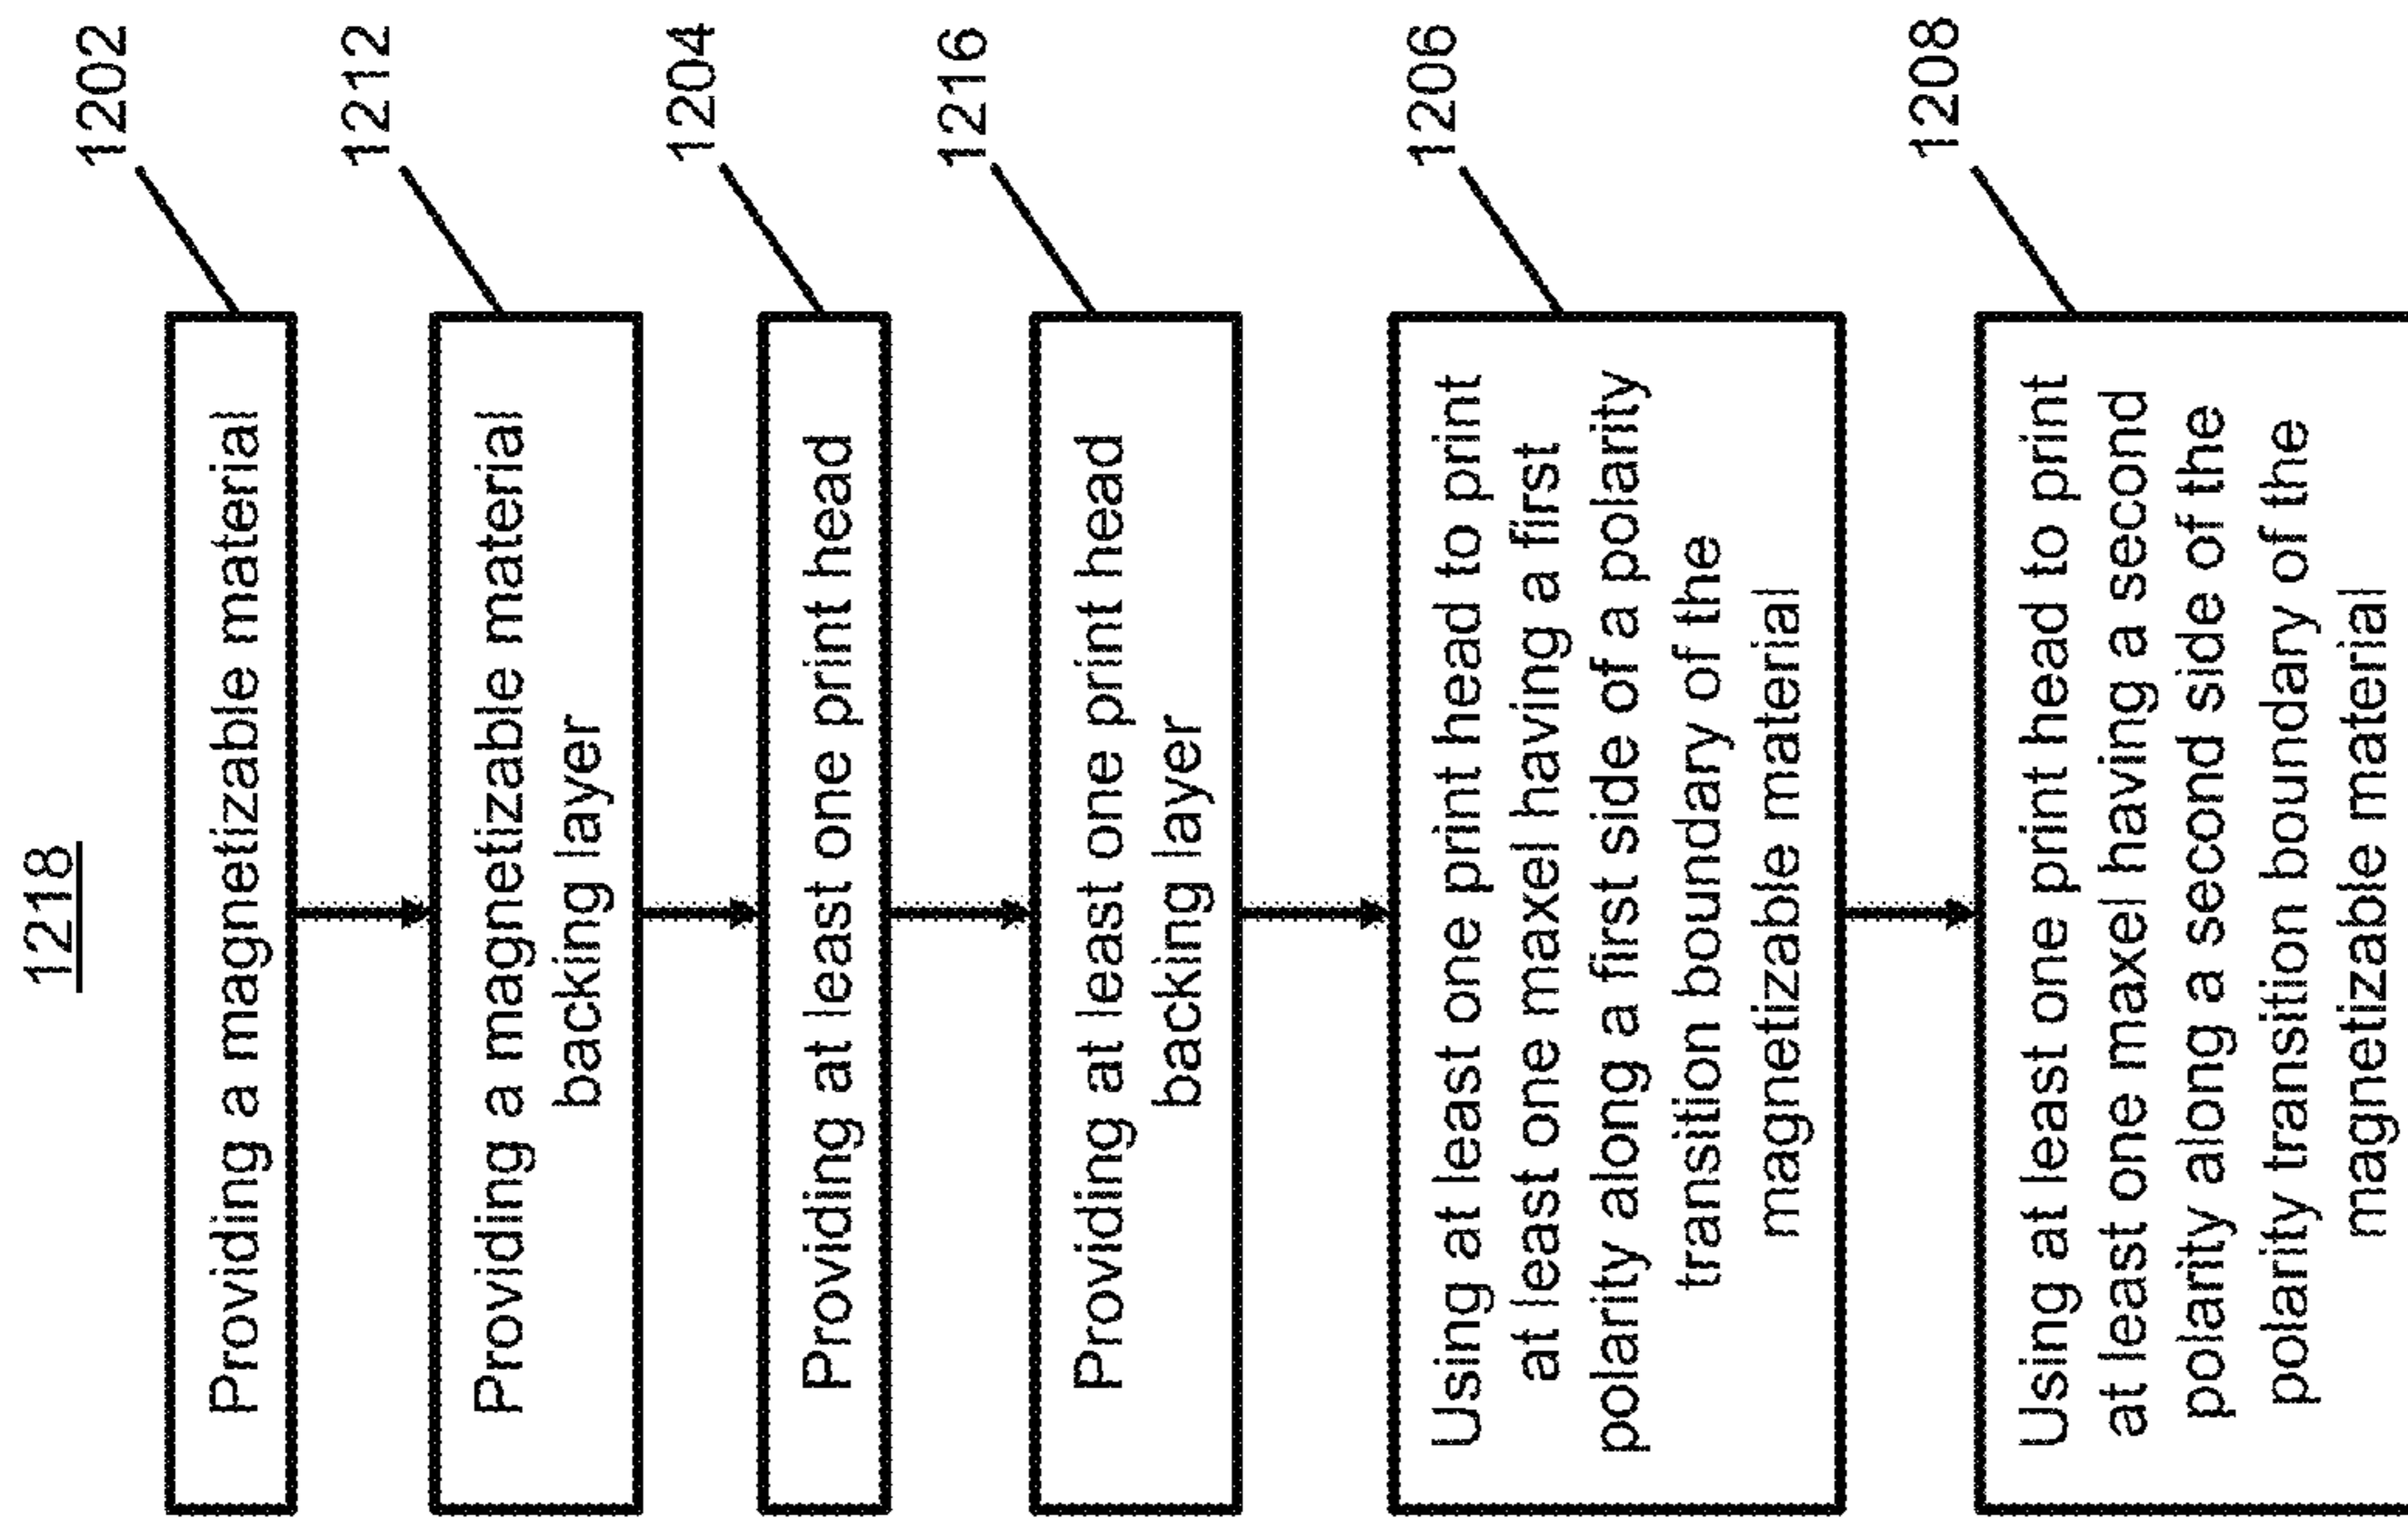 1218
Providing a magnetizable material
1202
Providing a magnetizable material
backing layer
1212
Providing at least one print head
1204
Providing at least one print head
backing layer
1216
Using at least one print head to print
at least one maxel having a first
polarity along a first side of a polarity
transition boundary of the
magnetizable material
1206
Using at least one print head to print
at least one maxel having a second
polarity along a second side of the
polarity transition boundary of the
magnetizable material
1208